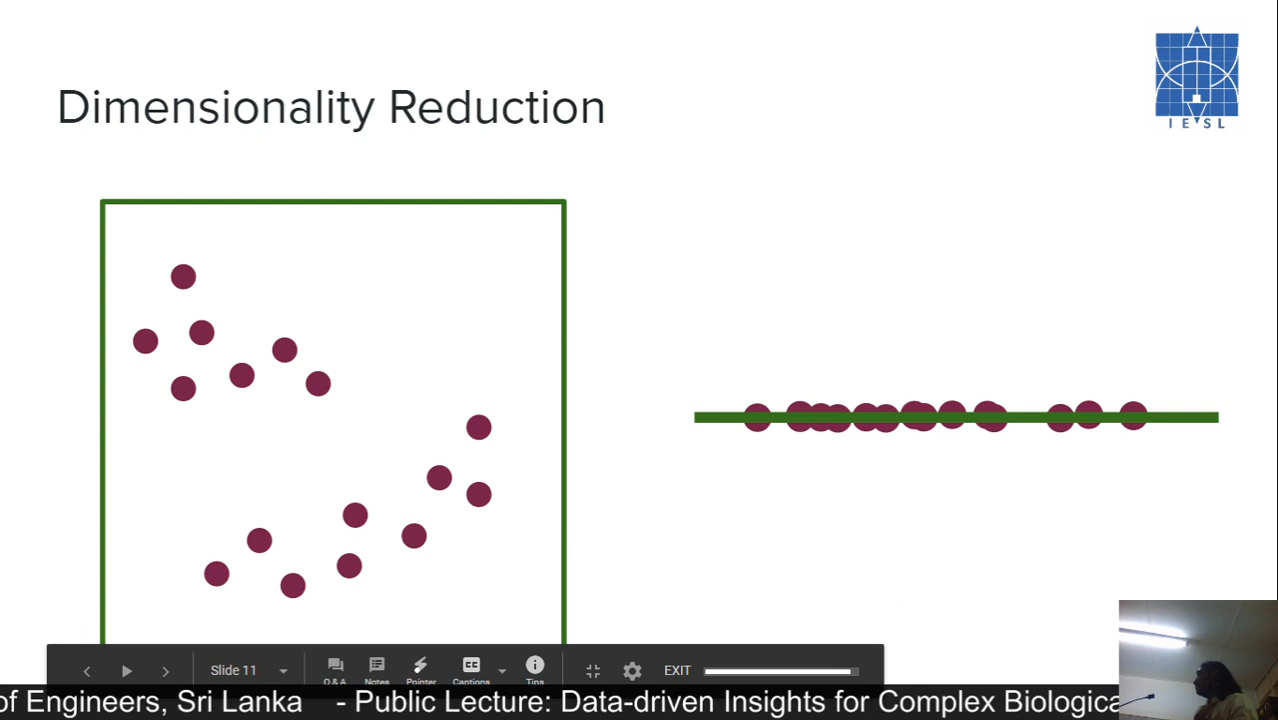 Dimensionality Reduction
I E S L
Slide 11
Q & A
Notes
Pointer
Captions
CC
Tips
EXIT
of Engineers, Sri Lanka - Public Lecture: Data-driven Insights for Complex Biologica